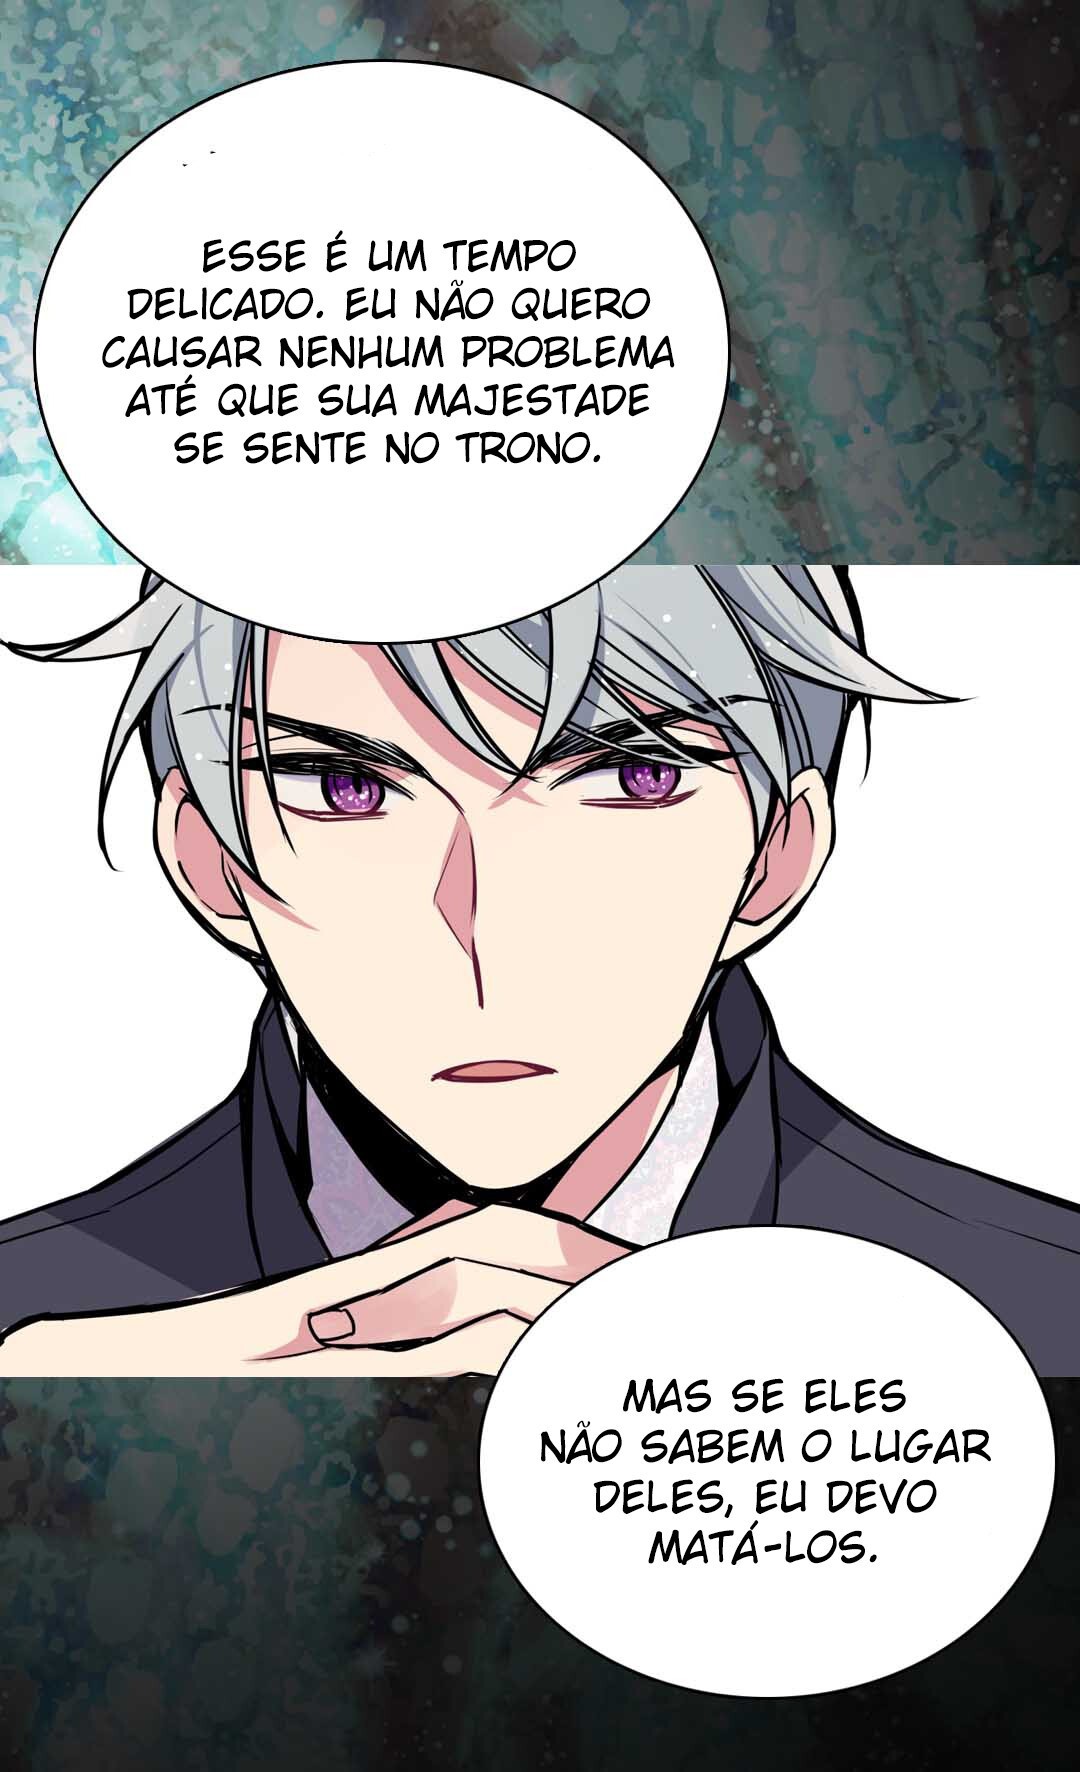 ESSE É UM TEMPO
DELICADO. EU NÃO QUERO
CAUSAR NENHUM PROBLEMA
ATÉ QUE SUA MAJESTADE
SE SENTE NO TRONO.
MAS SE ELES
NÃO SABEM O LUGAR
DELES, EU DEVO
MATÁ-LOS.